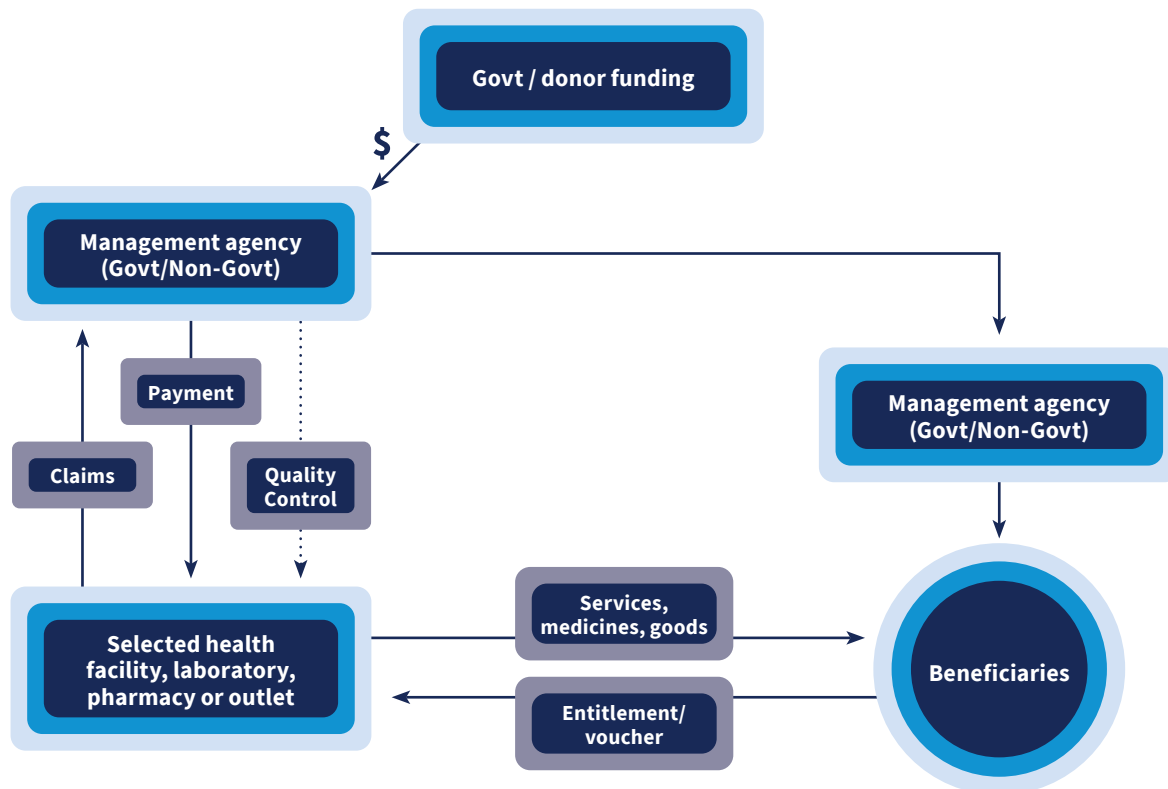 Govt / donor funding
$
Management agency
(Govt/Non-Govt)
Management agency
(Govt/Non-Govt)
Payment
Claims
Quality
Control
Selected health
facility, laboratory,
pharmacy or outlet
Services,
medicines, goods
Entitlement/
voucher
Beneficiaries